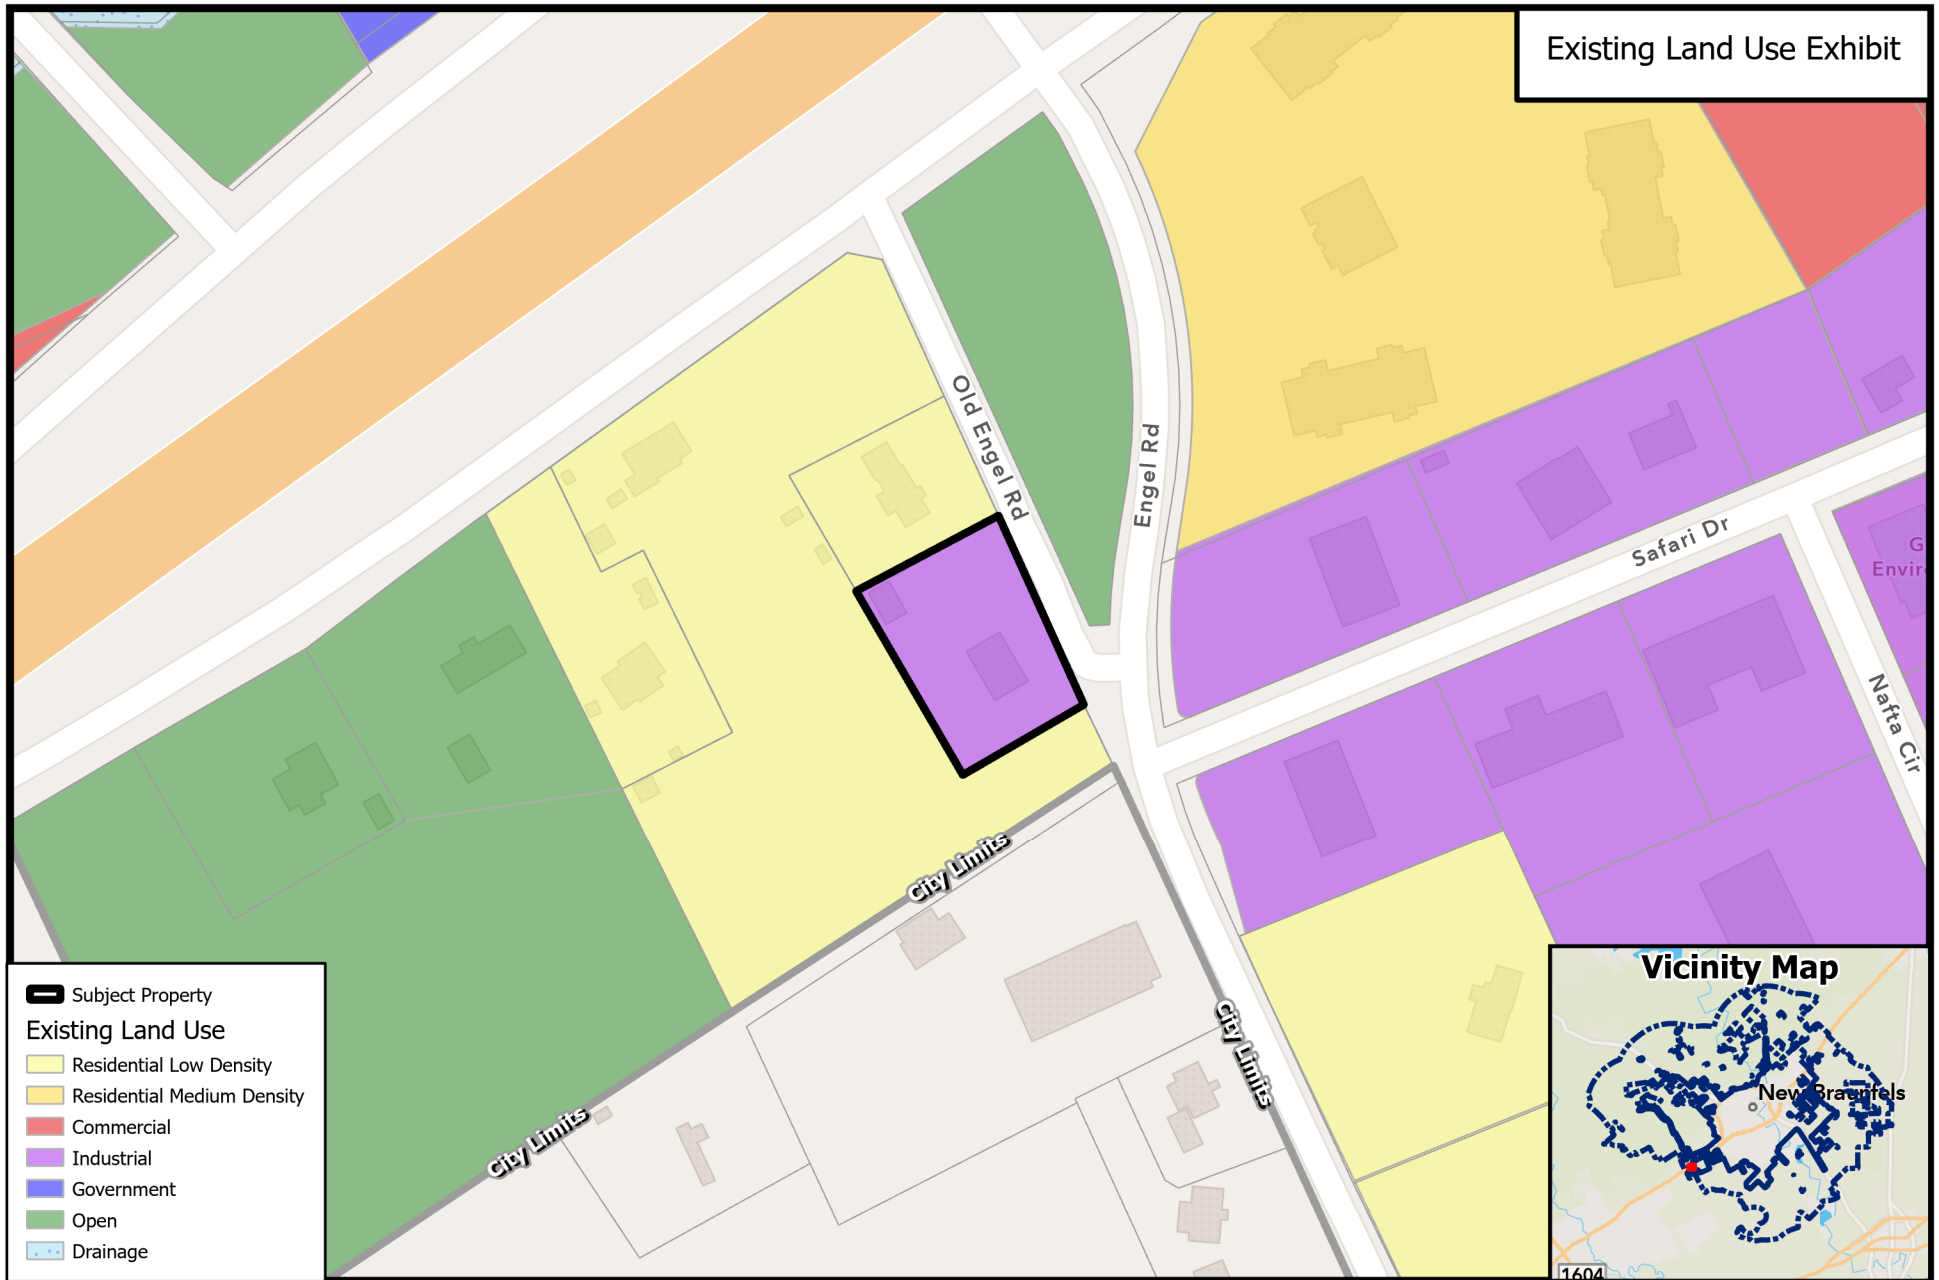 Existing Land Use Exhibit
Old Engel Rd
Engel Rd
Safari Dr
G
Envir
Nafta Cir
City Limits
City Limits
City Limits
Subject Property
Existing Land Use
Residential Low Density
Residential Medium Density
Commercial
Industrial
Government
Open
Drainage
Vicinity Map
New Braunfels
1604